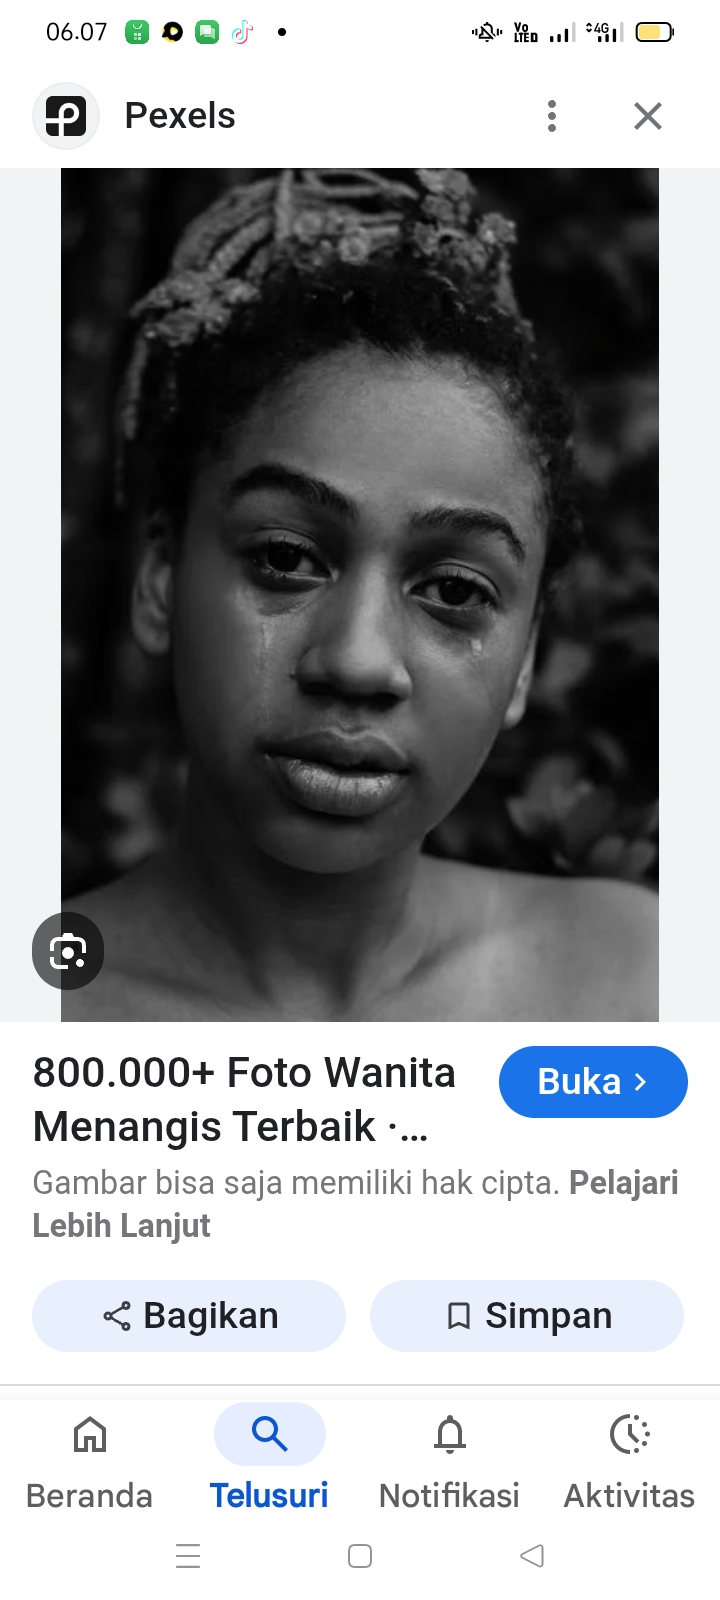 06.07 Vo LTED 4G
Pexels
800.000+ Foto Wanita
Menangis Terbaik ·...
Buka
Gambar bisa saja memiliki hak cipta. Pelajari
Lebih Lanjut
Bagikan Simpan
Beranda Telusuri Notifikasi Aktivitas